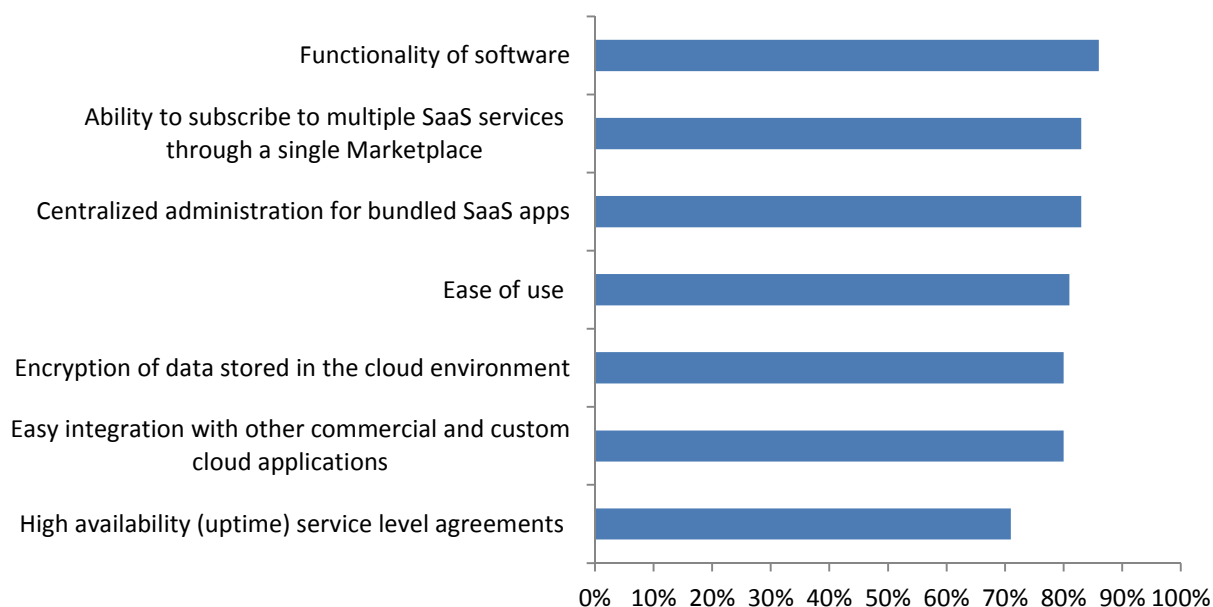 Functionality of software
Ability to subscribe to multiple SaaS services
through a single Marketplace
Centralized administration for bundled SaaS apps
Ease of use
Encryption of data stored in the cloud environment
Easy integration with other commercial and custom
cloud applications
High availability (uptime) service level agreements
0% 10% 20% 30% 40% 50% 60% 70% 80% 90% 100%